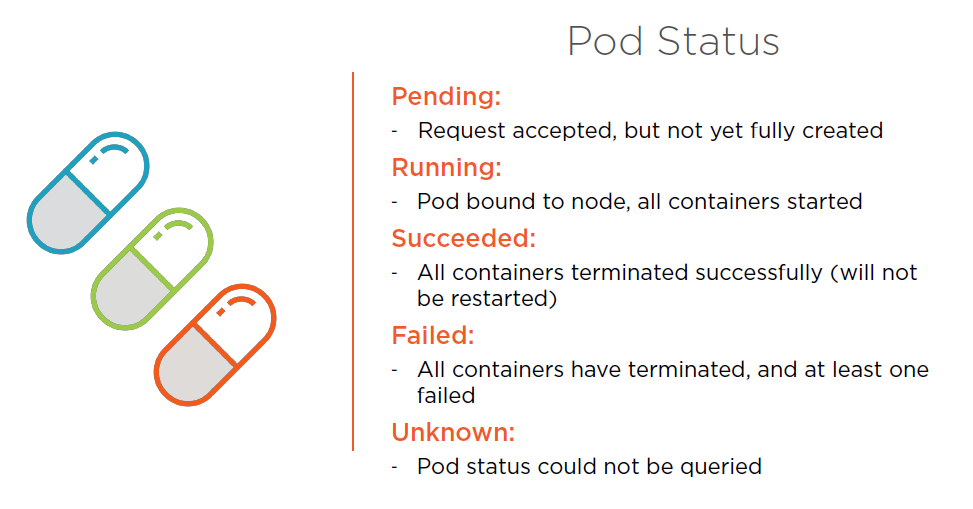 Pod Status
Pending:
- Request accepted, but not yet fully created
Running:
- Pod bound to node, all containers started
Succeeded:
- All containers terminated successfully (will not
be restarted)
Failed:
- All containers have terminated, and at least one
failed
Unknown:
- Pod status could not be queried